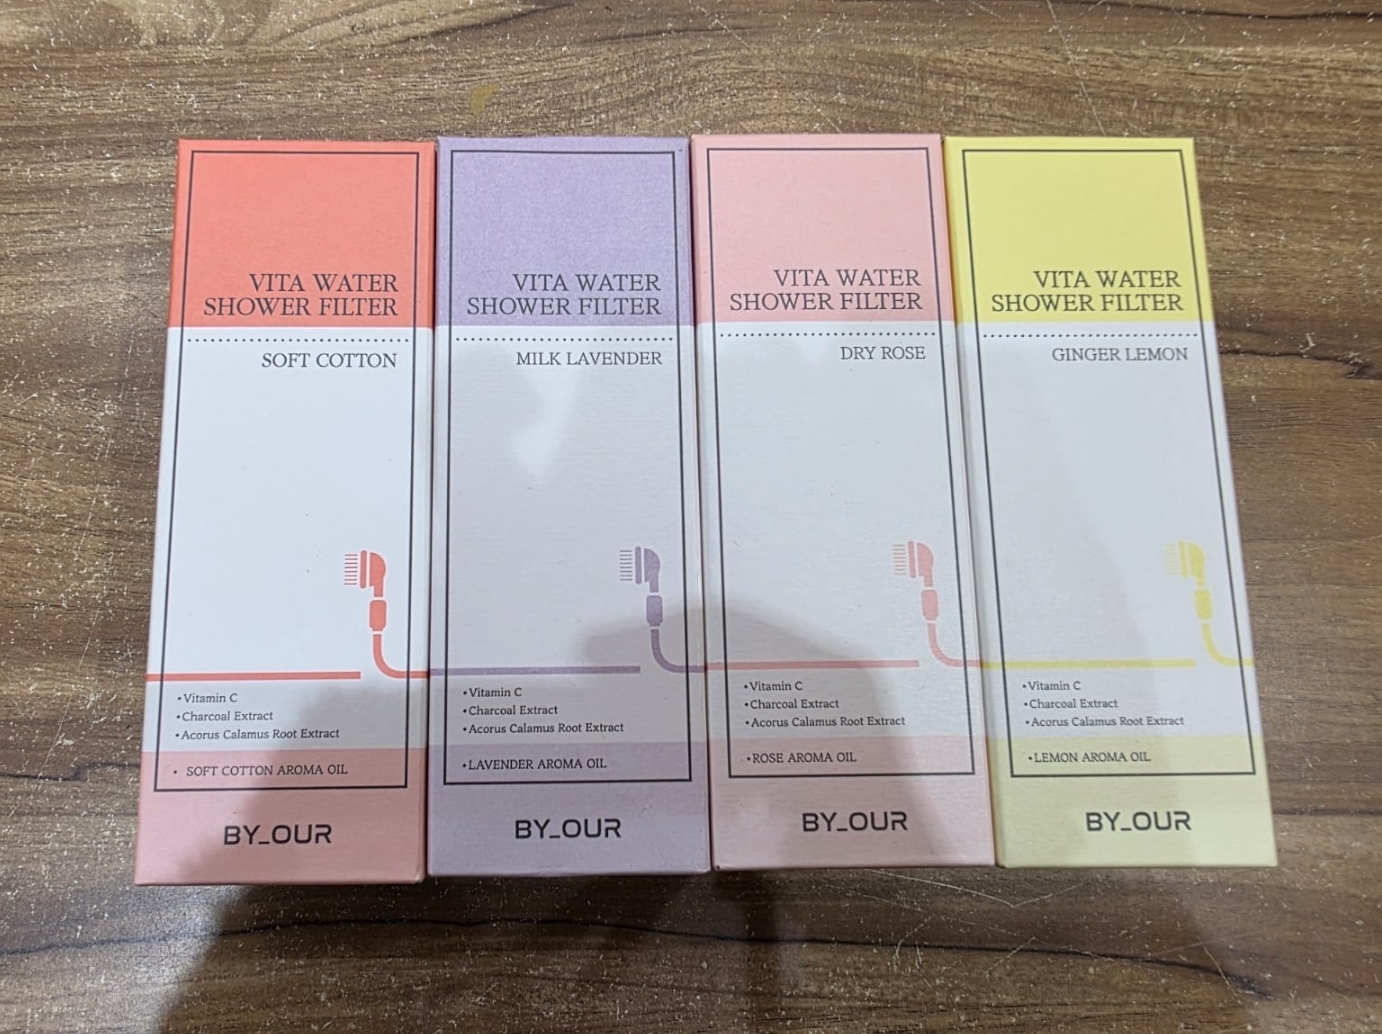 VITA WATER
SHOWER FILTER
SOFT COTTON
•Vitamin C
•Charcoal Extract
•Acorus Calamus Root Extract
• SOFT COTTON AROMA OIL
BY_OUR
VITA WATER
SHOWER FILTER
MILK LAVENDER
•Vitamin C
•Charcoal Extract
•Acorus Calamus Root Extract
•LAVENDER AROMA OIL
BY_OUR
VITA WATER
SHOWER FILTER
DRY ROSE
•Vitamin C
•Charcoal Extract
•Acorus Calamus Root Extract
•ROSE AROMA OIL
BY_OUR
VITA WATER
SHOWER FILTER
GINGER LEMON
•Vitamin C
•Charcoal Extract
•Acorus Calamus Root Extract
•LEMON AROMA OIL
BY_OUR